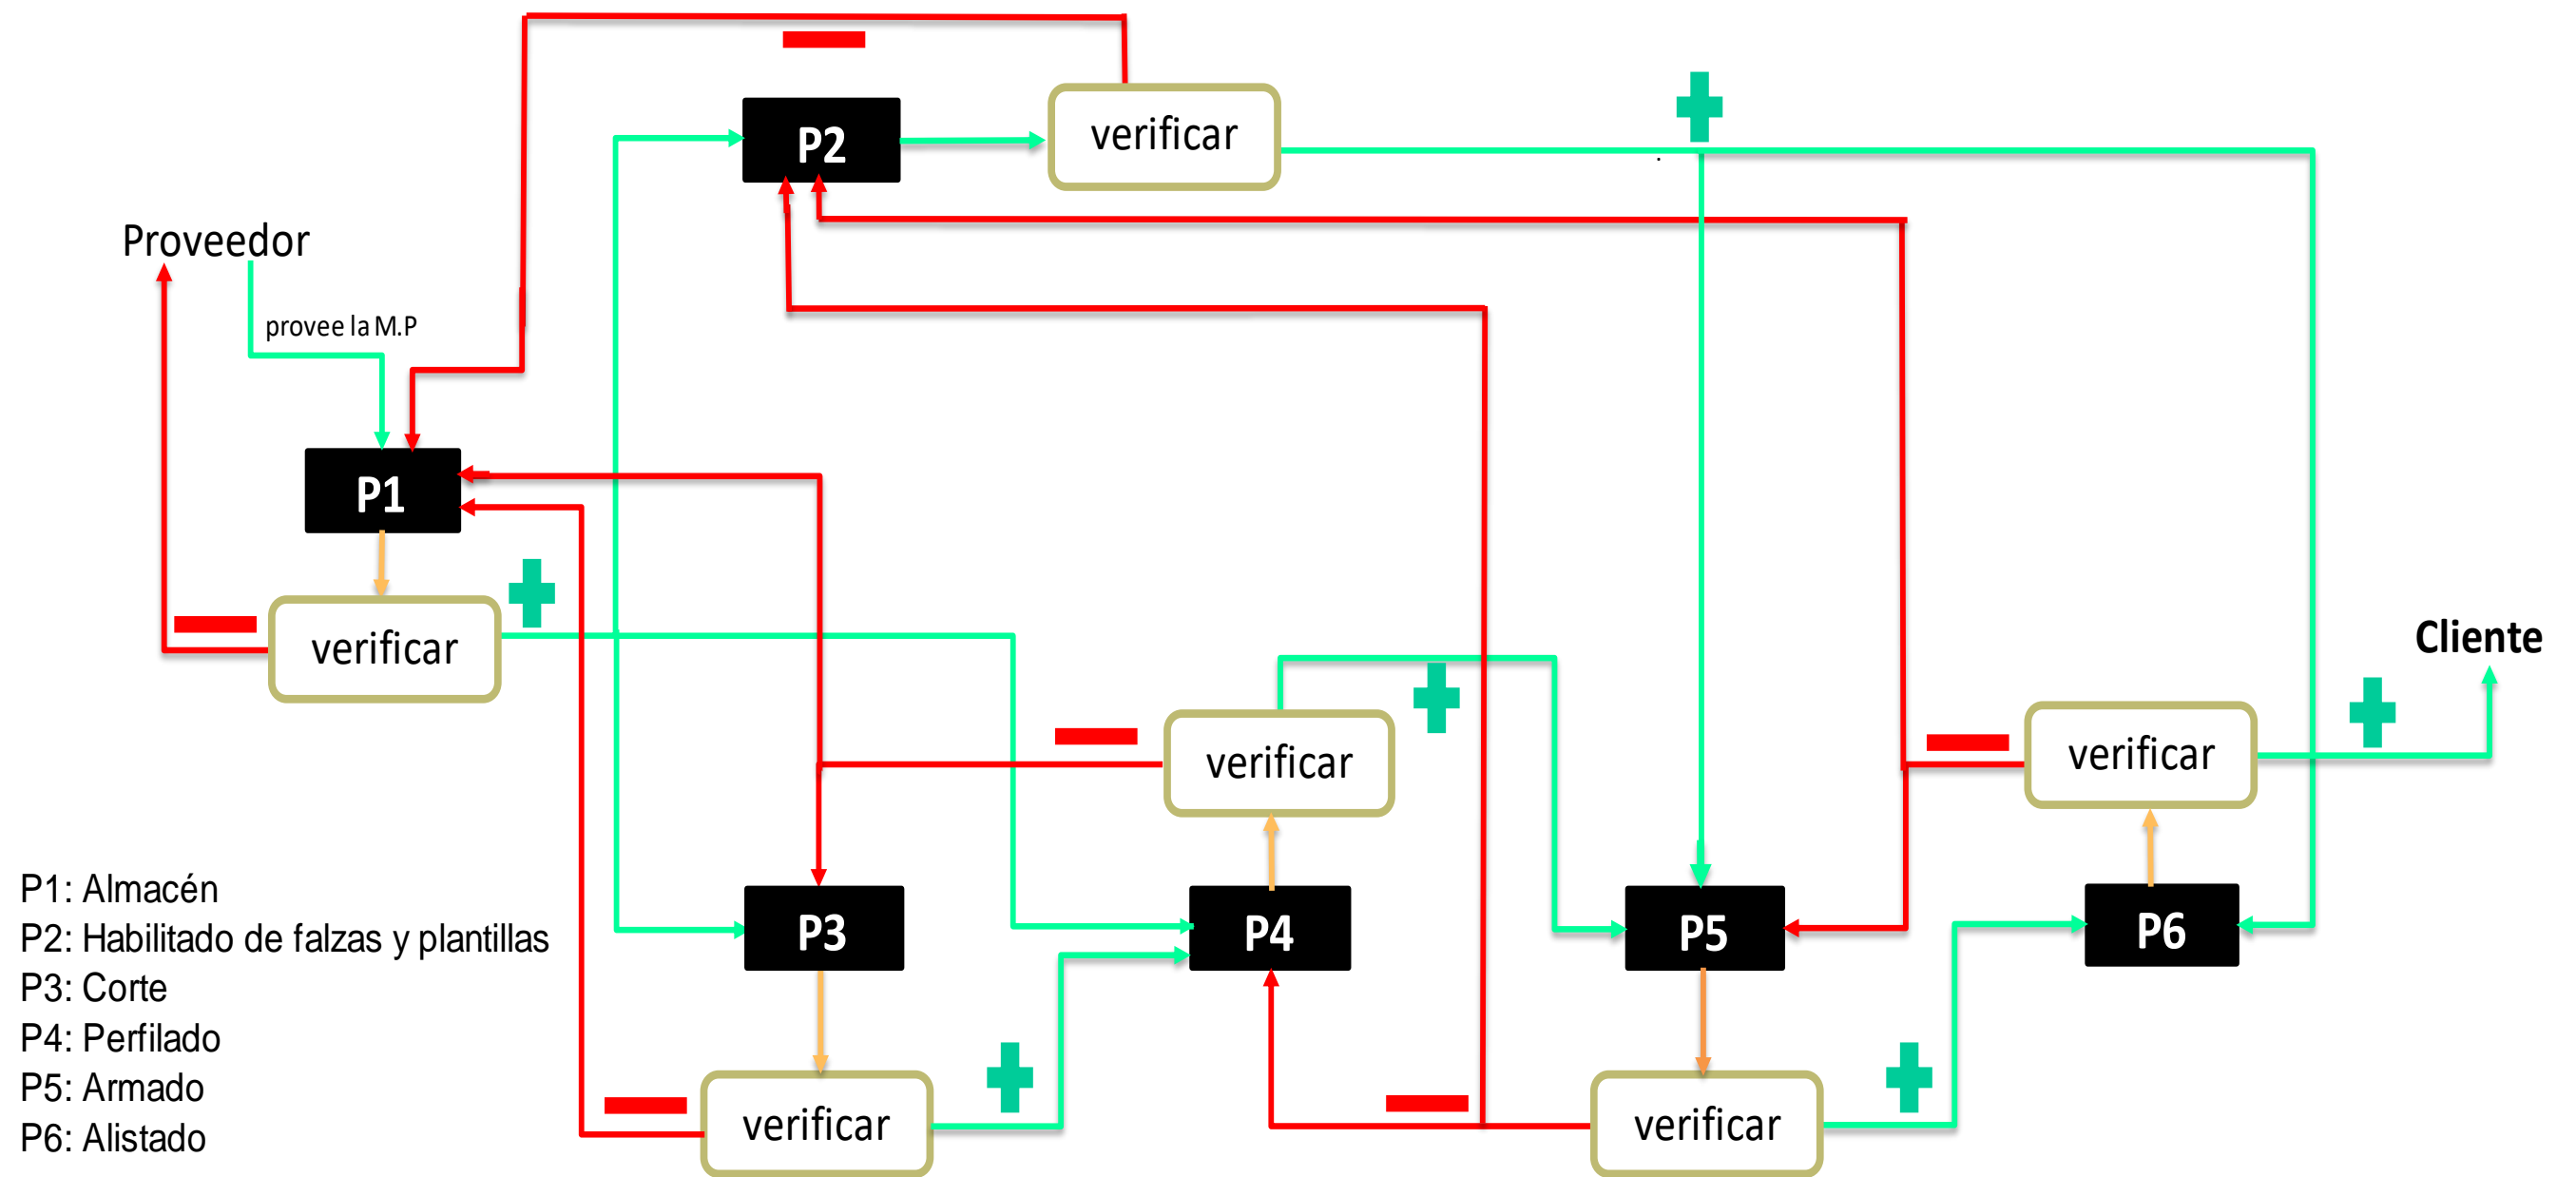 P2
verificar
Proveedor
provee la M.P
P1
verificar
Cliente
verificar
verificar
P3
P4
P5
P6
P1: Almacén
P2: Habilitado de falzas y plantillas
P3: Corte
P4: Perfilado
P5: Armado
P6: Alistado
verificar
verificar